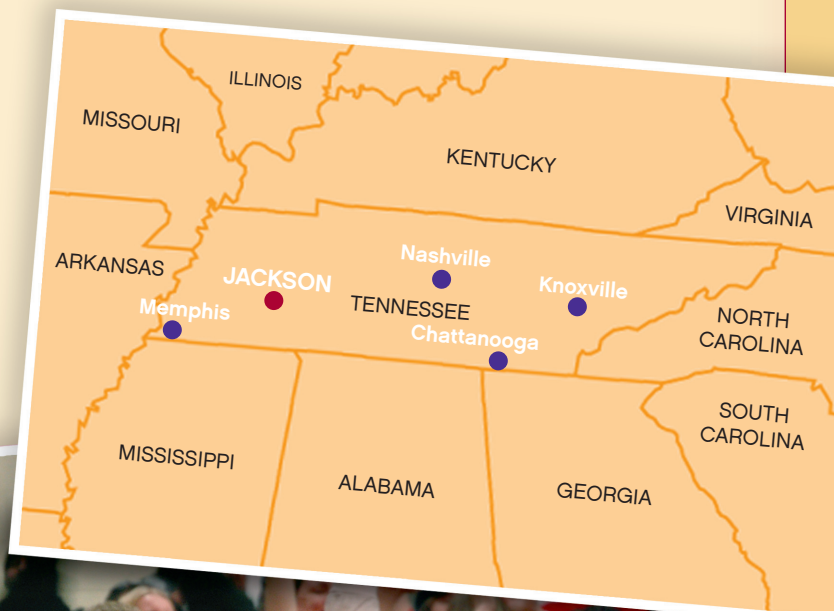 ILLINOIS
MISSOURI
KENTUCKY
VIRGINIA
ARKANSAS
JACKSON
Nashville
Knoxville
Memphis
TENNESSEE
Chattanooga
NORTH
CAROLINA
SOUTH
CAROLINA
MISSISSIPPI
ALABAMA
GEORGIA